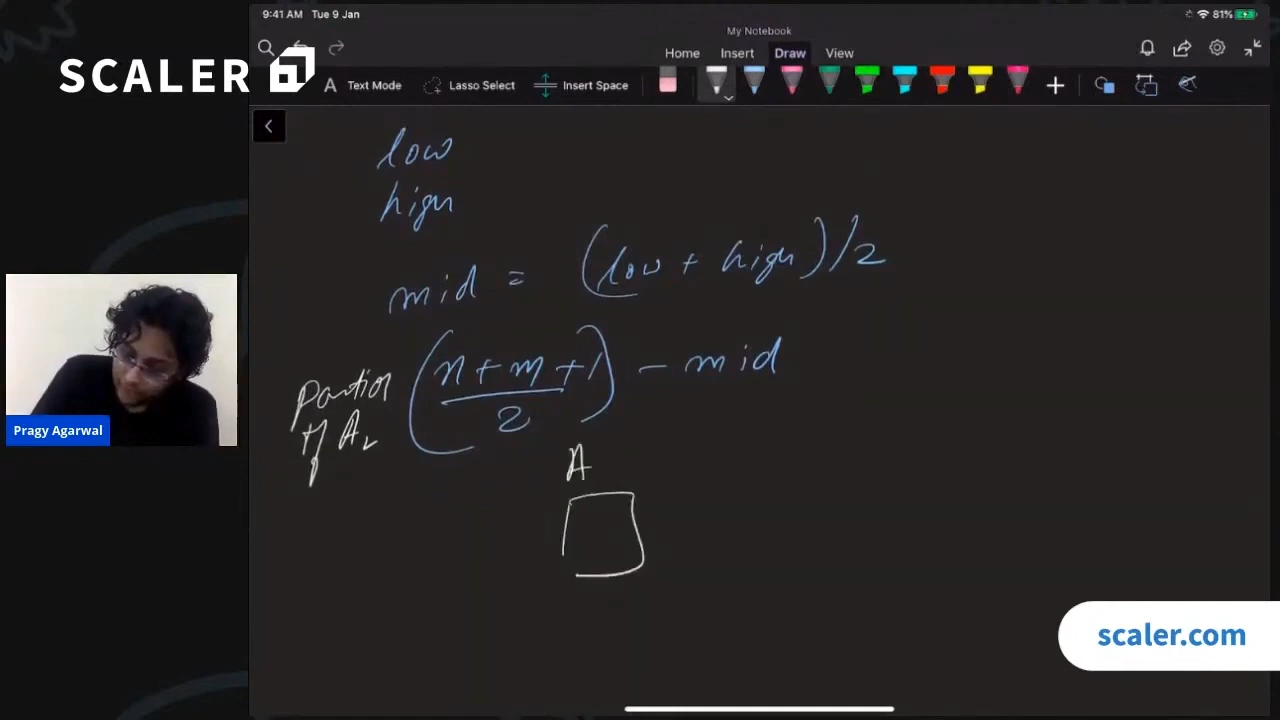 9:41 AM Tue 9 Jan
81%
My Notebook
SCALER
Home Insert Draw View
Text Mode Lasso Select Insert Space
low
high
mid = (low + high)/2
(n + m + 1 / 2) - mid
of A2
A
Pragy Agarwal
scaler.com